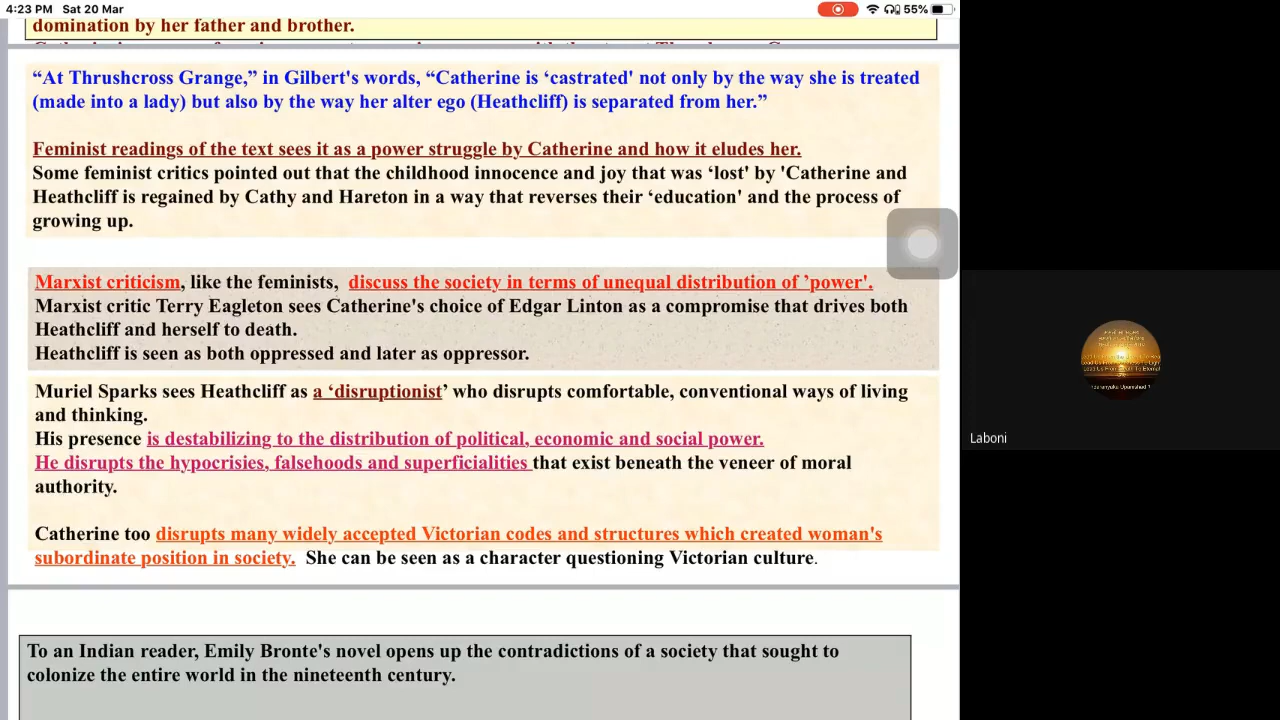 4:23 PM Sat 20 Mar
55%
domination by her father and brother.
“At Thrushcross Grange,” in Gilbert's words, “Catherine is ‘castrated' not only by the way she is treated
(made into a lady) but also by the way her alter ego (Heathcliff) is separated from her.”
Feminist readings of the text sees it as a power struggle by Catherine and how it eludes her.
Some feminist critics pointed out that the childhood innocence and joy that was ‘lost' by 'Catherine and
Heathcliff is regained by Cathy and Hareton in a way that reverses their ‘education' and the process of
growing up.
Marxist criticism, like the feminists, discuss the society in terms of unequal distribution of ’power'.
Marxist critic Terry Eagleton sees Catherine's choice of Edgar Linton as a compromise that drives both
Heathcliff and herself to death.
Heathcliff is seen as both oppressed and later as oppressor.
Muriel Sparks sees Heathcliff as a ‘disruptionist’ who disrupts comfortable, conventional ways of living
and thinking.
His presence is destabilizing to the distribution of political, economic and social power.
He disrupts the hypocrisies, falsehoods and superficialities that exist beneath the veneer of moral
authority.
Catherine too disrupts many widely accepted Victorian codes and structures which created woman's
subordinate position in society. She can be seen as a character questioning Victorian culture.
To an Indian reader, Emily Bronte's novel opens up the contradictions of a society that sought to
colonize the entire world in the nineteenth century.
Laboni